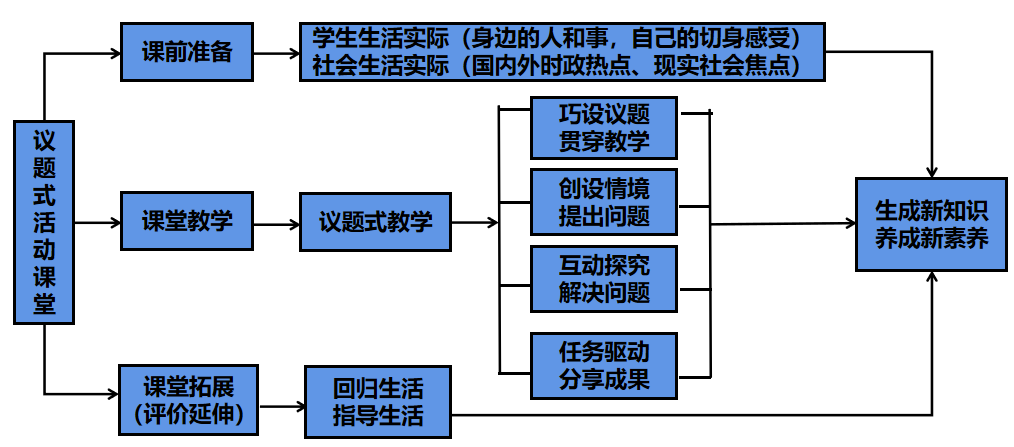 议题式活动课堂
课前准备
学生生活实际（身边的人和事，自己的切身感受）
社会生活实际（国内外时政热点、现实社会焦点）
课堂教学
议题式教学
巧设议题
贯穿教学
创设情境
提出问题
互动探究
解决问题
任务驱动
分享成果
生成新知识
养成新素养
课堂拓展
（评价延伸）
回归生活
指导生活